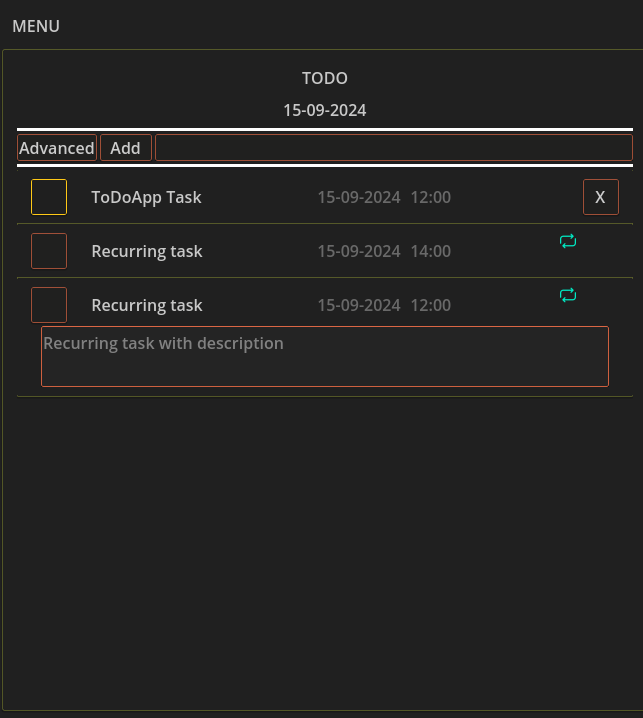 MENU
TODO
15-09-2024
Advanced Add
ToDoApp Task 15-09-2024 12:00 X
Recurring task 15-09-2024 14:00
Recurring task 15-09-2024 12:00
Recurring task with description